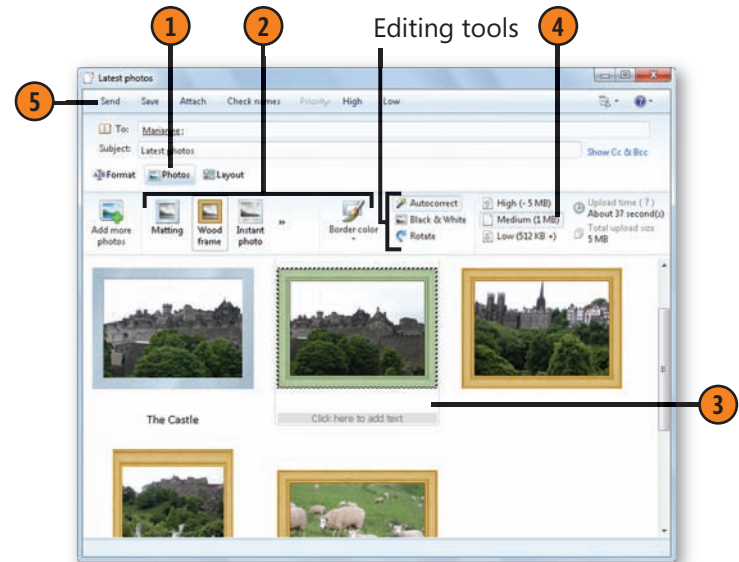 1 2 Editing tools 4
Latest photos
5
Send Save Attach Check names Priority: High Low
To: Marianne;
Subject: Latest photos
Show Cc & Bcc
Format Photos Layout
Add more photos
Matting
Wood frame
Instant photo
»
Border color
Autocorrect
Black & White
Rotate
High (- 5 MB)
Medium (1 MB)
Low (512 KB +)
Upload time ( ? )
About 37 second(s)
Total upload size
5 MB
3
The Castle
Click here to add text